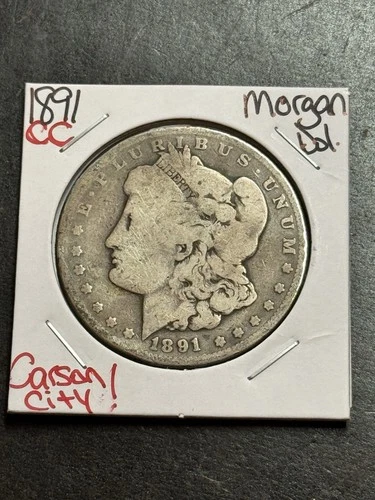 1891
CC
Morgan
Dol.
E·PLURIBUS·UNUM
LIBERTY
1891
Carson
City!